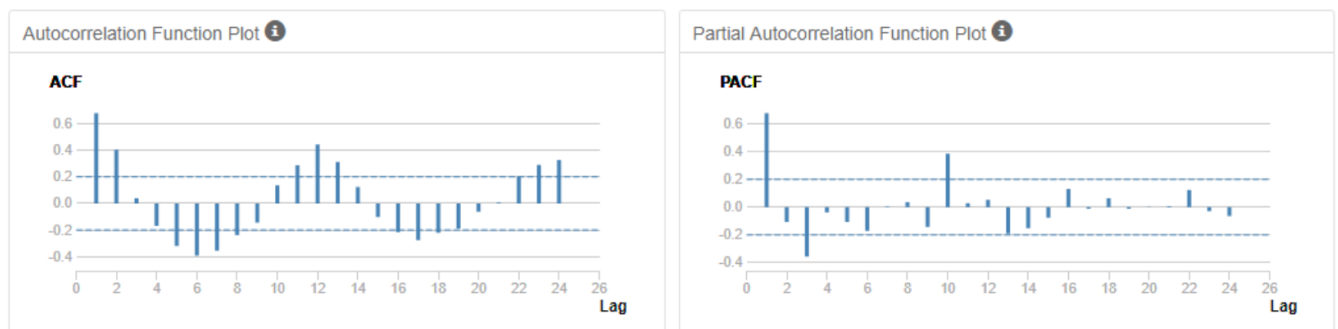 Autocorrelation Function Plot
ACF
0.6
0.4
0.2
0.0
-0.2
-0.4
0 2 4 6 8 10 12 14 16 18 20 22 24 26
Lag
Partial Autocorrelation Function Plot
PACF
0.6
0.4
0.2
0.0
-0.2
-0.4
0 2 4 6 8 10 12 14 16 18 20 22 24 26
Lag